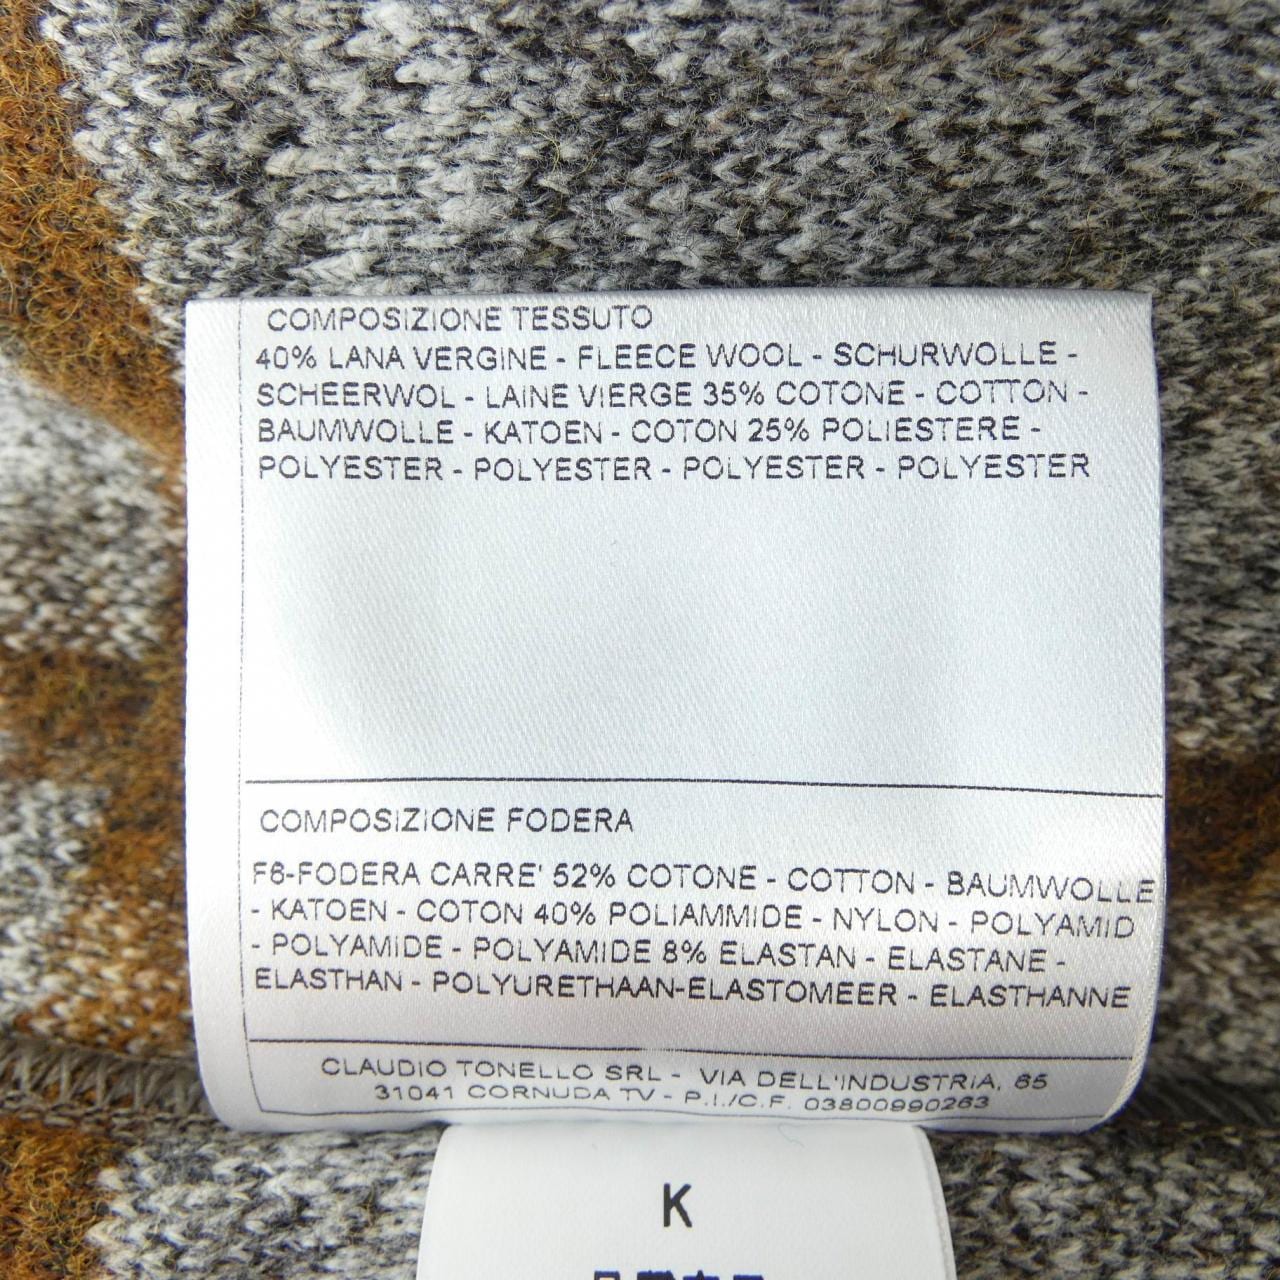 COMPOSIZIONE TESSUTO
40% LANA VERGINE - FLEECE WOOL - SCHURWOLLE -
SCHEERWOL - LAINE VIERGE 35% COTONE - COTTON -
BAUMWOLLE - KATOEN - COTON 25% POLIESTERE -
POLYESTER - POLYESTER - POLYESTER - POLYESTER
COMPOSIZIONE FODERA
F6-FODERA CARRE' 52% COTONE - COTTON - BAUMWOLLE
- KATOEN - COTON 40% POLIAMMIDE - NYLON - POLYAMID
- POLYAMIDE - POLYAMIDE 8% ELASTAN - ELASTANE -
ELASTHAN - POLYURETHAAN-ELASTOMEER - ELASTHANNE
CLAUDIO TONELLO SRL - VIA DELL'INDUSTRIA, 65
31041 CORNUDA TV - P.I./C.F. 03800990263
K